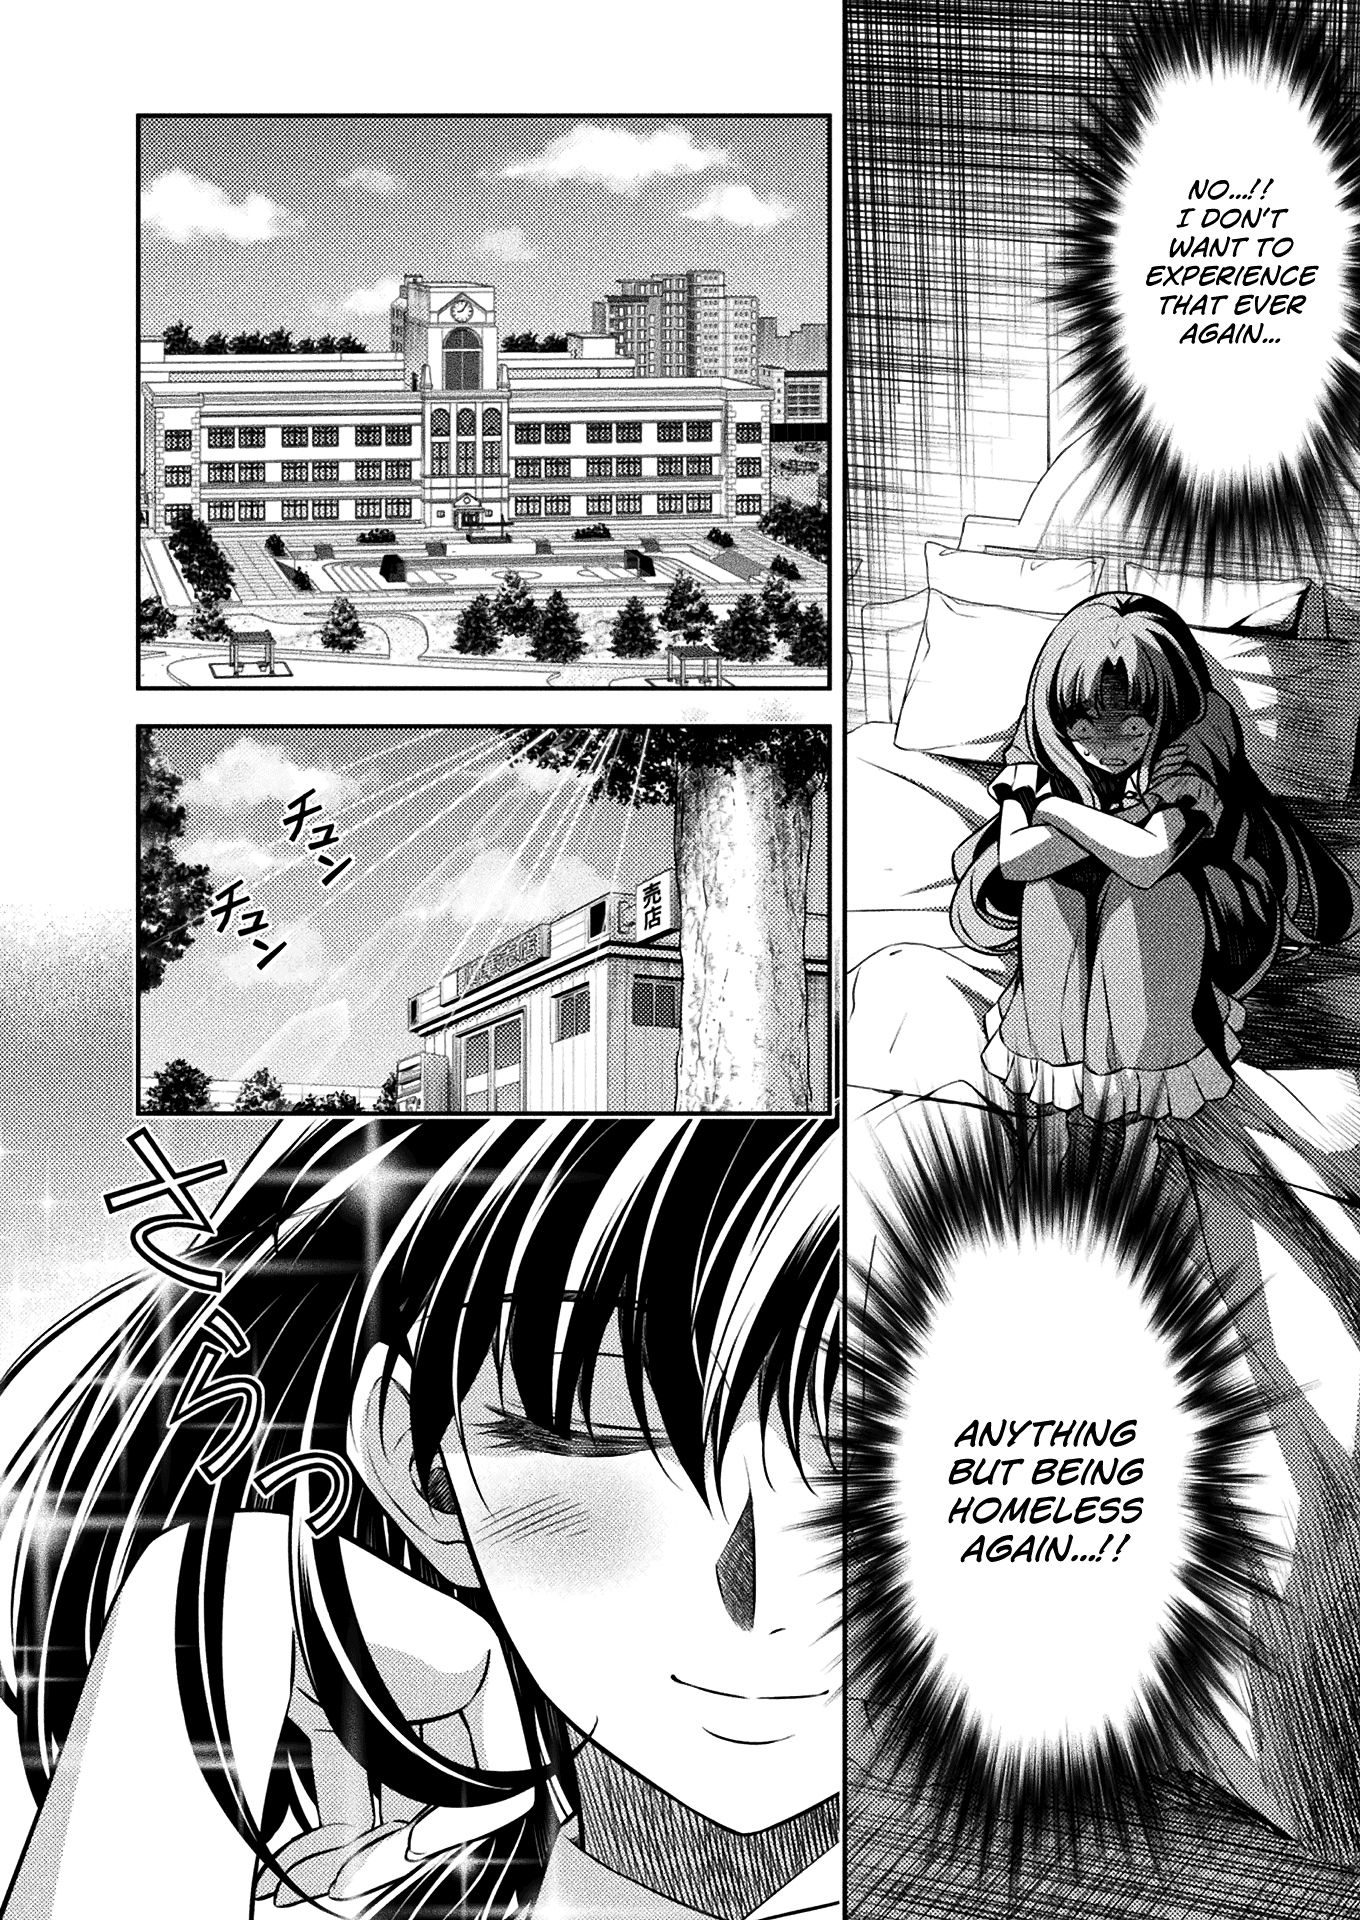 NO...!!
I DON'T
WANT TO
EXPERIENCE
THAT EVER
AGAIN...
ANYTHING
BUT BEING
HOMELESS
AGAIN...!!
チュン
チュン
売店
さらっ